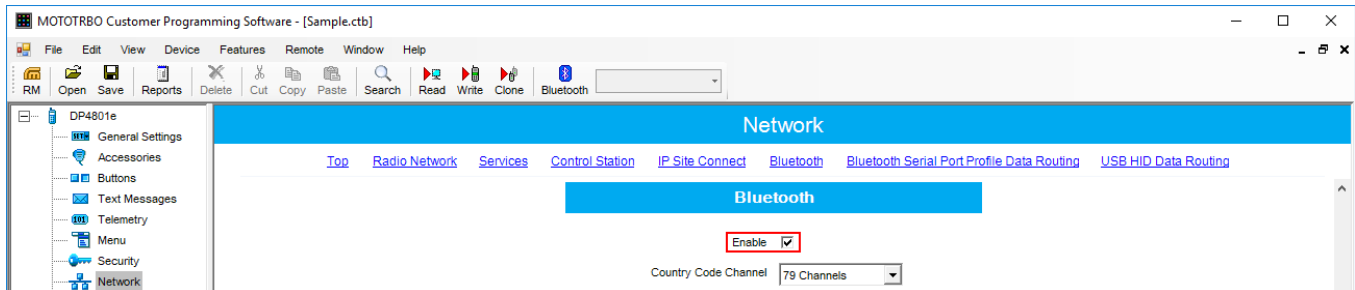 MOTOTRBO Customer Programming Software - [Sample.ctb]
File Edit View Device Features Remote Window Help
RM Open Save Reports Delete Cut Copy Paste Search Read Write Clone Bluetooth
DP4801e
Network
SETUP General Settings
Accessories
Top Radio Network Services Control Station IP Site Connect Bluetooth Bluetooth Serial Port Profile Data Routing USB HID Data Routing
Buttons
Text Messages
Bluetooth
101 Telemetry
Menu
Enable
Security
Country Code Channel 79 Channels
Network